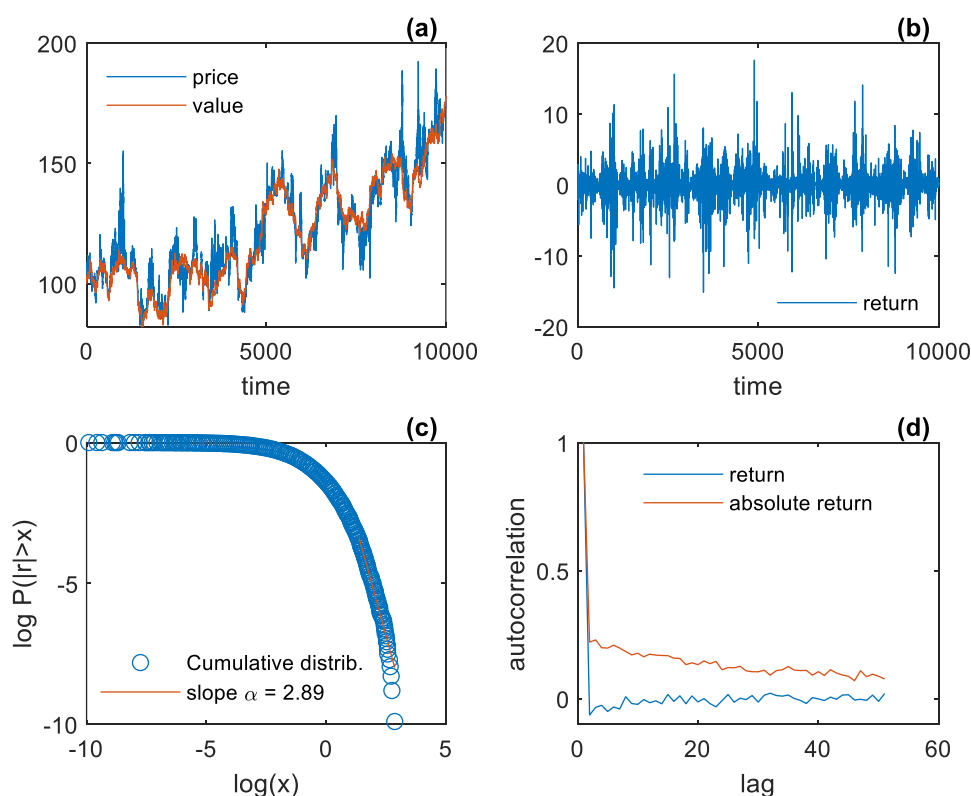 (a)
200
150
100
0
5000
10000
time
price
value
(b)
20
10
0
-10
-20
0
5000
10000
time
return
(c)
0
-5
-10
-10
-5
0
5
log(x)
log P(|r|>x)
Cumulative distrib.
slope α = 2.89
(d)
1
0.5
0
0
20
40
60
lag
autocorrelation
return
absolute return